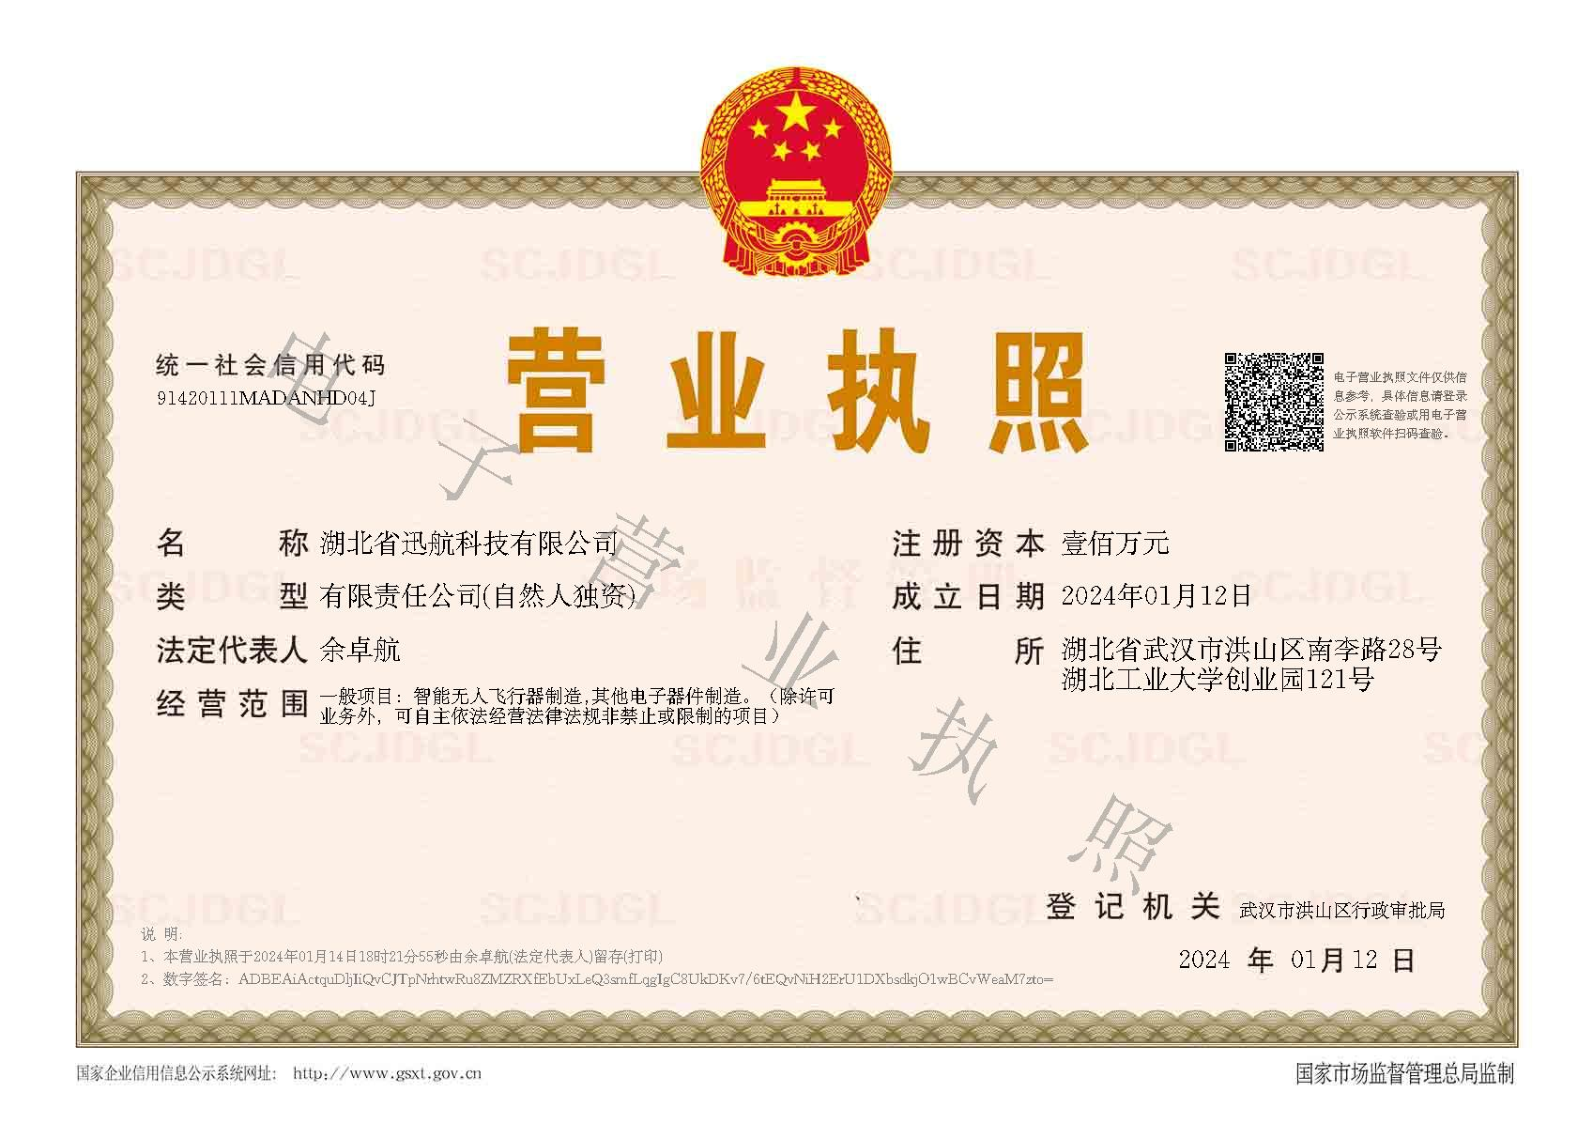 营业执照
统一社会信用代码
91420111MADANHD04J
电子营业执照文件仅供信
息参考，具体信息请登录
公示系统查验或用电子营
业执照软件扫码查验。
名称 湖北省迅航科技有限公司
类型 有限责任公司(自然人独资)
法定代表人 余卓航
经营范围 一般项目：智能无人飞行器制造,其他电子器件制造。（除许可
业务外，可自主依法经营法律法规非禁止或限制的项目）
注册资本 壹佰万元
成立日期 2024年01月12日
住所 湖北省武汉市洪山区南李路28号
湖北工业大学创业园121号
电子营业执照
登记机关 武汉市洪山区行政审批局
2024 年 01月12 日
说 明:
1、本营业执照于2024年01月14日18时21分55秒由余卓航(法定代表人)留存(打印)
2、数字签名：
国家企业信用信息公示系统网址： http://www.gsxt.gov.cn
国家市场监督管理总局监制